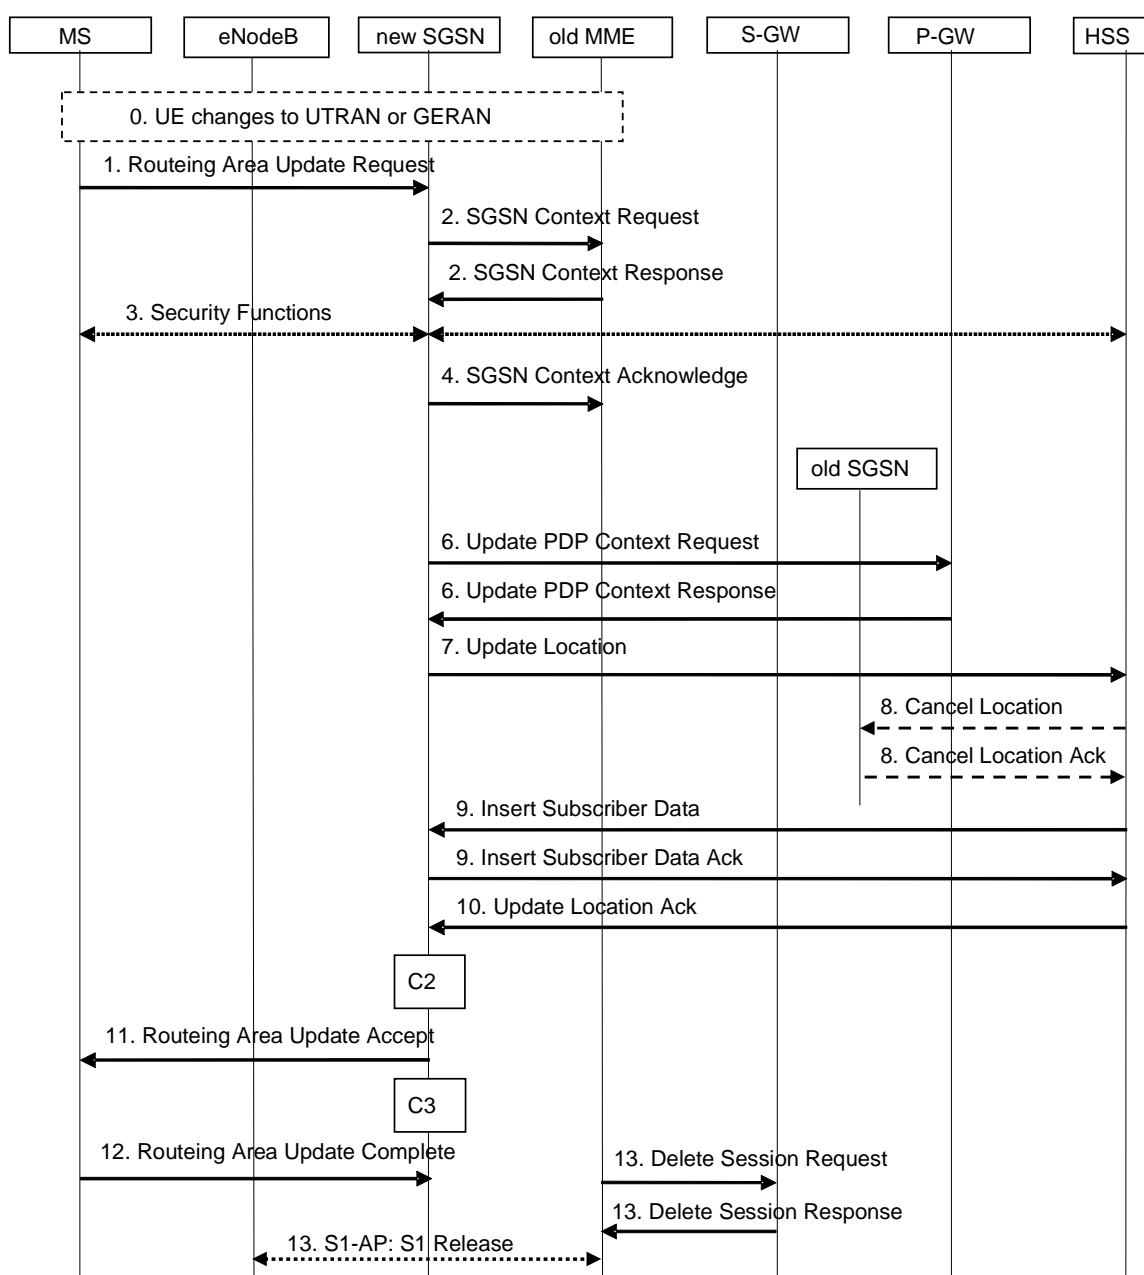 MS
eNodeB
new SGSN
old MME
S-GW
P-GW
HSS
0. UE changes to UTRAN or GERAN
1. Routeing Area Update Request
2. SGSN Context Request
2. SGSN Context Response
3. Security Functions
4. SGSN Context Acknowledge
old SGSN
6. Update PDP Context Request
6. Update PDP Context Response
7. Update Location
8. Cancel Location
8. Cancel Location Ack
9. Insert Subscriber Data
9. Insert Subscriber Data Ack
10. Update Location Ack
C2
11. Routeing Area Update Accept
C3
12. Routeing Area Update Complete
13. Delete Session Request
13. Delete Session Response
13. S1-AP: S1 Release